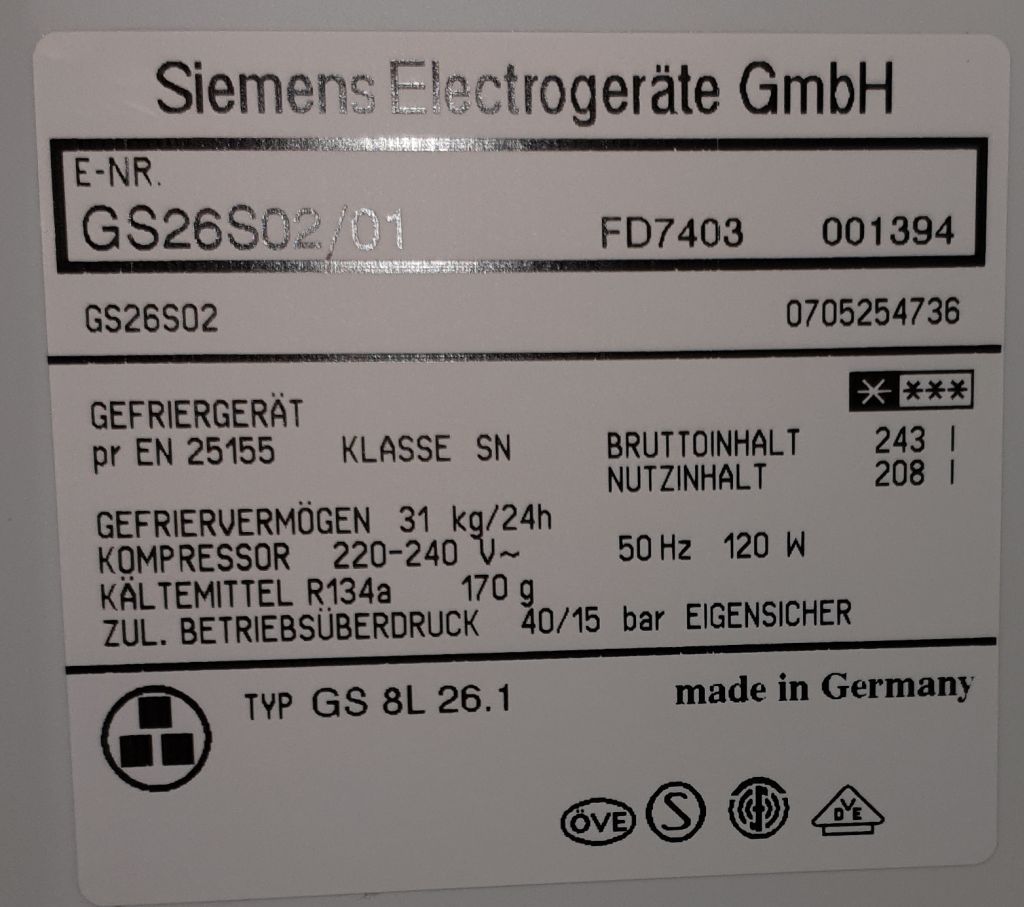 Siemens Electrogeräte GmbH
E-NR.
GS26S02/01 FD7403 001394
GS26S02 0705254736
GEFRIERGERÄT
pr EN 25155 KLASSE SN BRUTTOINHALT 243 l
NUTZINHALT 208 l
GEFRIERVERMÖGEN 31 kg/24h
KOMPRESSOR 220-240 V~ 50 Hz 120 W
KÄLTEMITTEL R134a 170 g
ZUL. BETRIEBSÜBERDRUCK 40/15 bar EIGENSICHER
TYP GS 8L 26.1 made in Germany
ÖVE S DVE